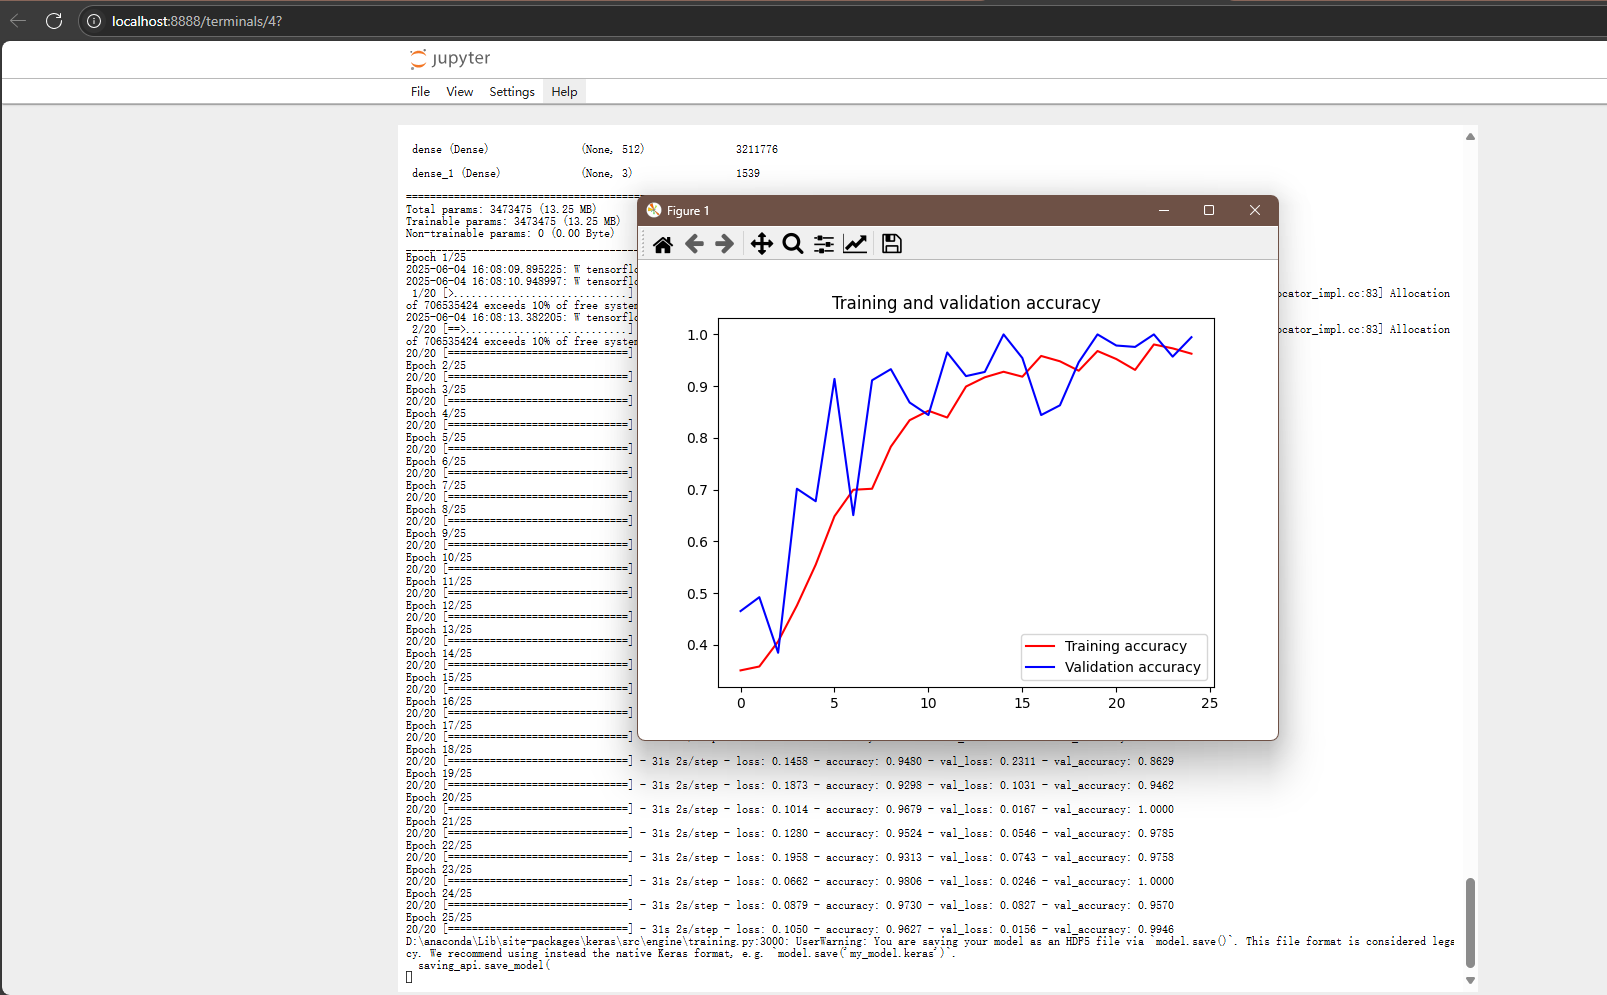 localhost:8888/terminals/4?
jupyter
File View Settings Help
dense (Dense) (None, 512) 3211776
dense_1 (Dense) (None, 3) 1539
=======================================
Total params: 3473475 (13.25 MB)
Trainable params: 3473475 (13.25 MB)
Non-trainable params: 0 (0.00 Byte)
_______________________________________
Epoch 1/25
2025-06-04 16:08:09.895225: W tensorflo
2025-06-04 16:08:10.948997: W tensorflo
1/20 [>.............................] ocator_impl.cc:83] Allocation
of 706535424 exceeds 10% of free system
2025-06-04 16:08:13.382205: W tensorflo
2/20 [==>...........................] ocator_impl.cc:83] Allocation
of 706535424 exceeds 10% of free system
20/20 [==============================]
Epoch 2/25
20/20 [==============================]
Epoch 3/25
20/20 [==============================]
Epoch 4/25
20/20 [==============================]
Epoch 5/25
20/20 [==============================]
Epoch 6/25
20/20 [==============================]
Epoch 7/25
20/20 [==============================]
Epoch 8/25
20/20 [==============================]
Epoch 9/25
20/20 [==============================]
Epoch 10/25
20/20 [==============================]
Epoch 11/25
20/20 [==============================]
Epoch 12/25
20/20 [==============================]
Epoch 13/25
20/20 [==============================]
Epoch 14/25
20/20 [==============================]
Epoch 15/25
20/20 [==============================]
Epoch 16/25
20/20 [==============================]
Epoch 17/25
20/20 [==============================]
Epoch 18/25
20/20 [==============================] - 31s 2s/step - loss: 0.1458 - accuracy: 0.9480 - val_loss: 0.2311 - val_accuracy: 0.8629
Epoch 19/25
20/20 [==============================] - 31s 2s/step - loss: 0.1873 - accuracy: 0.9298 - val_loss: 0.1031 - val_accuracy: 0.9462
Epoch 20/25
20/20 [==============================] - 31s 2s/step - loss: 0.1014 - accuracy: 0.9679 - val_loss: 0.0167 - val_accuracy: 1.0000
Epoch 21/25
20/20 [==============================] - 31s 2s/step - loss: 0.1280 - accuracy: 0.9524 - val_loss: 0.0546 - val_accuracy: 0.9785
Epoch 22/25
20/20 [==============================] - 31s 2s/step - loss: 0.1958 - accuracy: 0.9313 - val_loss: 0.0743 - val_accuracy: 0.9758
Epoch 23/25
20/20 [==============================] - 31s 2s/step - loss: 0.0662 - accuracy: 0.9806 - val_loss: 0.0246 - val_accuracy: 1.0000
Epoch 24/25
20/20 [==============================] - 31s 2s/step - loss: 0.0879 - accuracy: 0.9730 - val_loss: 0.0827 - val_accuracy: 0.9570
Epoch 25/25
20/20 [==============================] - 31s 2s/step - loss: 0.1050 - accuracy: 0.9627 - val_loss: 0.0156 - val_accuracy: 0.9946
D:\anaconda\Lib\site-packages\keras\src\engine\training.py:3000: UserWarning: You are saving your model as an HDF5 file via `model.save()`. This file format is considered lega
cy. We recommend using instead the native Keras format, e.g. `model.save('my_model.keras')`.
saving_api.save_model(
Figure 1
Training and validation accuracy
1.0
0.9
0.8
0.7
0.6
0.5
0.4
0 5 10 15 20 25
Training accuracy
Validation accuracy